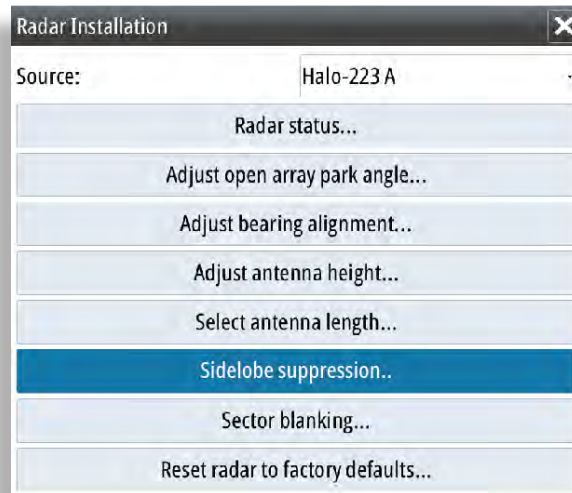 Radar Installation
Source: Halo-223 A
Radar status...
Adjust open array park angle...
Adjust bearing alignment...
Adjust antenna height...
Select antenna length...
Sidelobe suppression..
Sector blanking...
Reset radar to factory defaults...